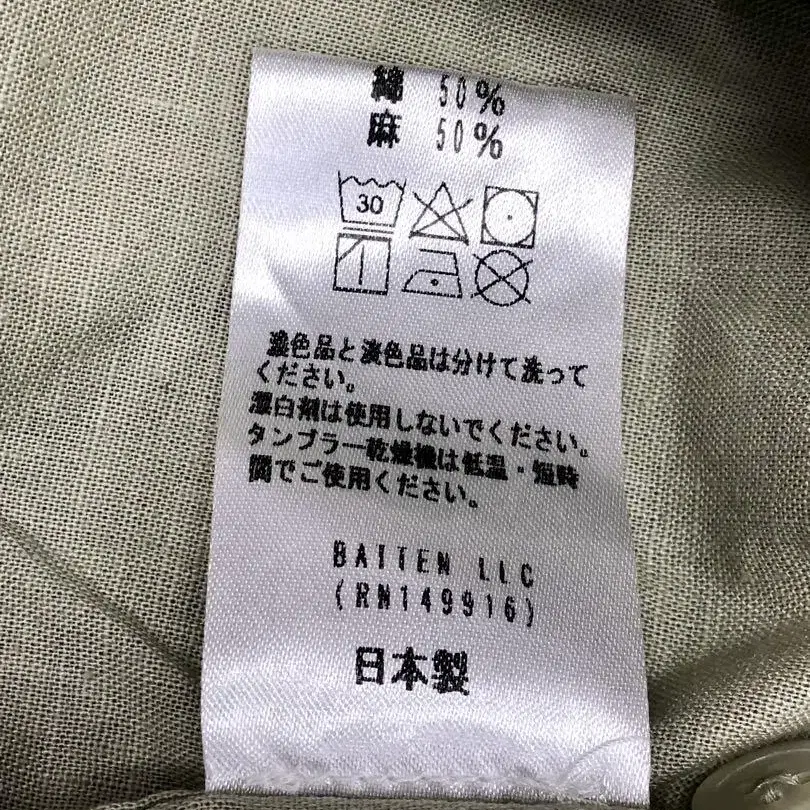 綿 50%
麻 50%
30
濃色品と淡色品は分けて洗って
ください。
漂白剤は使用しないでください。
タンブラー乾燥機は低温・短時
間でご使用ください。
BATTEN LLC
(RN149916)
日本製